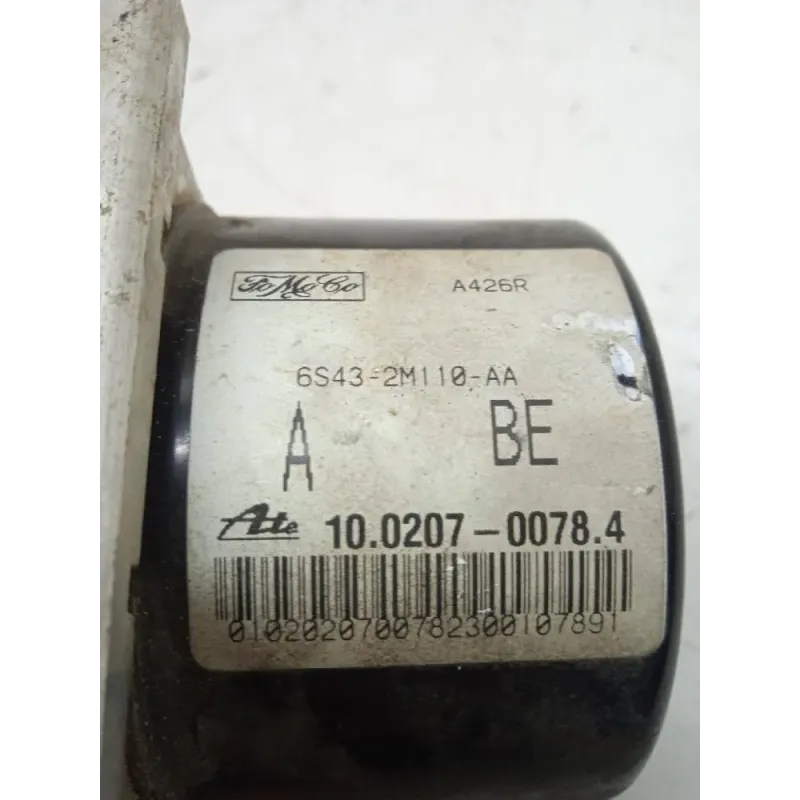 FoMoCo A426R
6S43-2M110-AA
A BE
Ate 10.0207-0078.4
0102020700782300107891